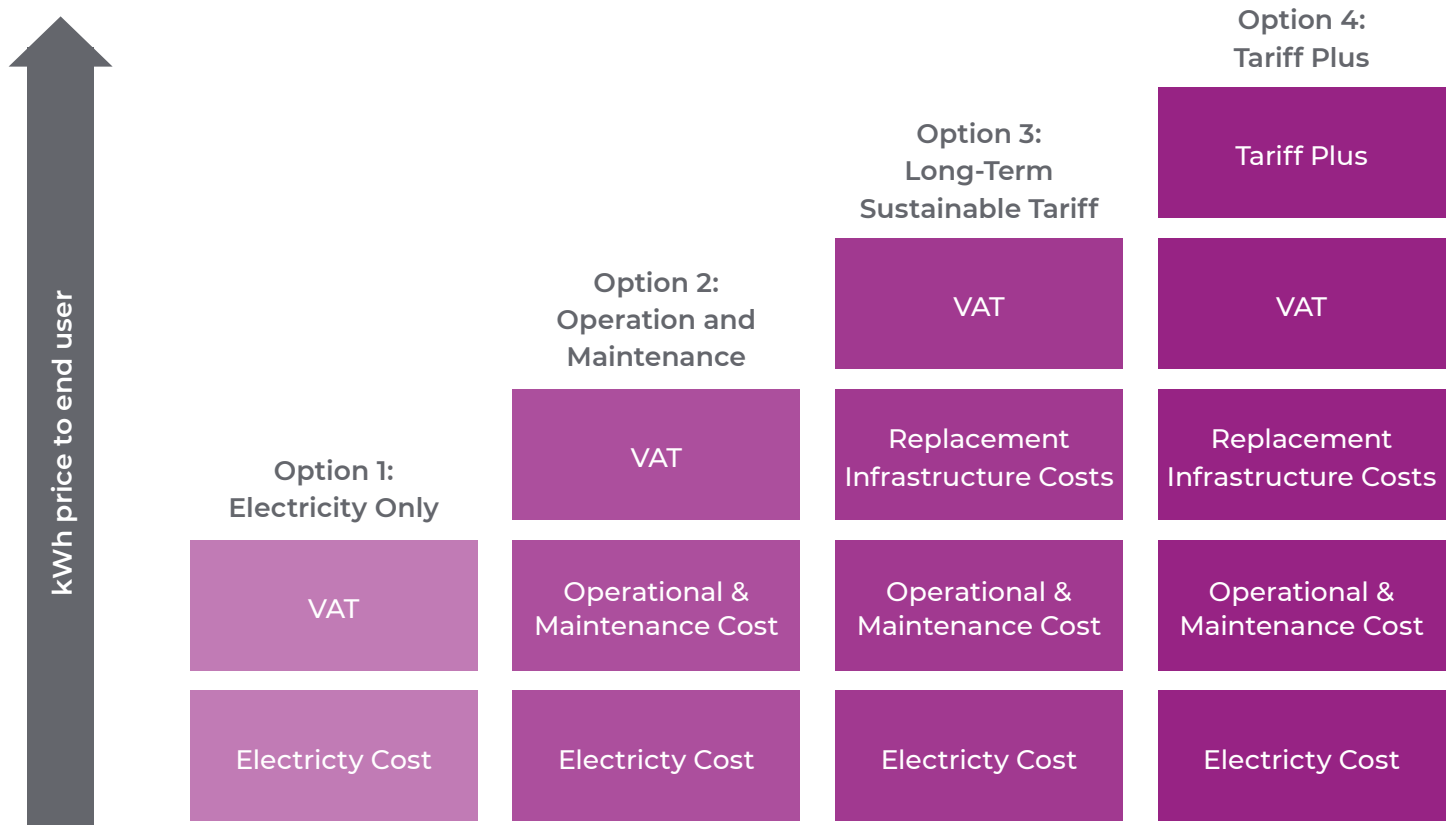 kWh price to end user
Option 1:
Electricity Only
VAT
Electricty Cost
Option 2:
Operation and
Maintenance
VAT
Operational &
Maintenance Cost
Electricty Cost
Option 3:
Long-Term
Sustainable Tariff
VAT
Replacement
Infrastructure Costs
Operational &
Maintenance Cost
Electricty Cost
Option 4:
Tariff Plus
Tariff Plus
VAT
Replacement
Infrastructure Costs
Operational &
Maintenance Cost
Electricty Cost